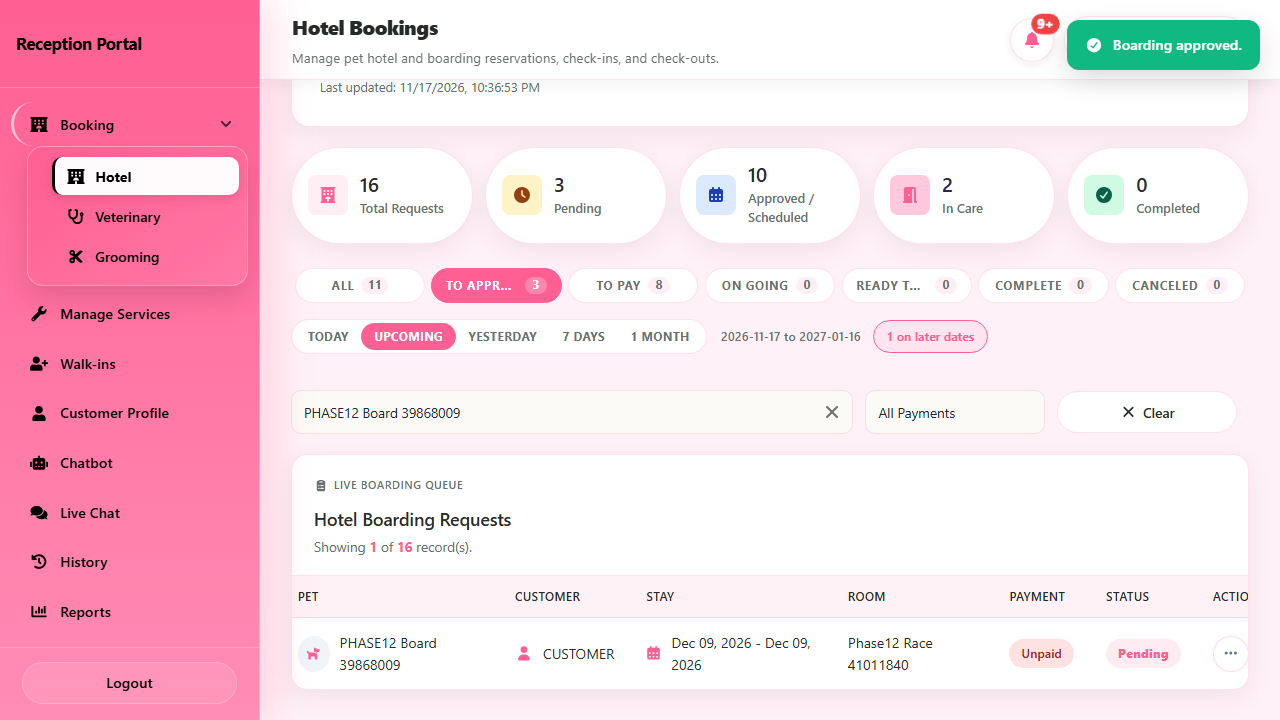 Reception Portal
Booking
Hotel
Veterinary
Grooming
Manage Services
Walk-ins
Customer Profile
Chatbot
Live Chat
History
Reports
Logout
Hotel Bookings
Manage pet hotel and boarding reservations, check-ins, and check-outs.
9+
Boarding approved.
Last updated: 11/17/2026, 10:36:53 PM
16
Total Requests
3
Pending
10
Approved /
Scheduled
2
In Care
0
Completed
ALL 11
TO APPR... 3
TO PAY 8
ON GOING 0
READY T... 0
COMPLETE 0
CANCELED 0
TODAY UPCOMING YESTERDAY 7 DAYS 1 MONTH
2026-11-17 to 2027-01-16
1 on later dates
PHASE12 Board 39868009
All Payments
Clear
LIVE BOARDING QUEUE
Hotel Boarding Requests
Showing 1 of 16 record(s).
PET CUSTOMER STAY ROOM PAYMENT STATUS ACTIO
PHASE12 Board
39868009
CUSTOMER
Dec 09, 2026 - Dec 09,
2026
Phase12 Race
41011840
Unpaid
Pending